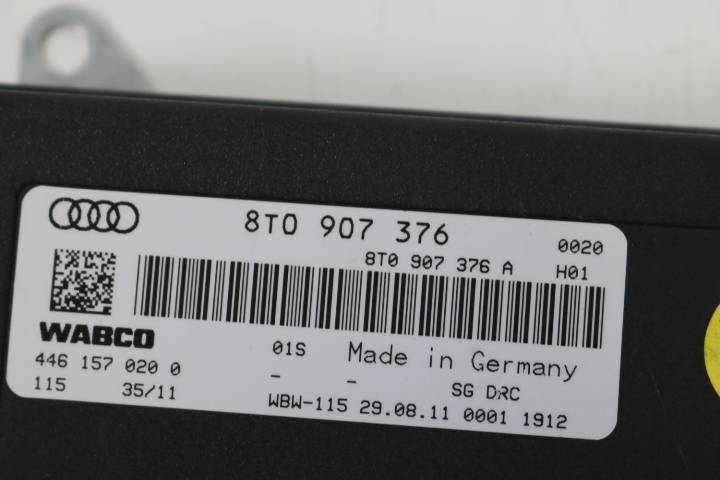 8T0 907 376
0020
8T0 907 376 A H01
WABCO
01S Made in Germany
446 157 020 0
- - SG DRC
115 35/11
WBW-115 29.08.11 0001 1912